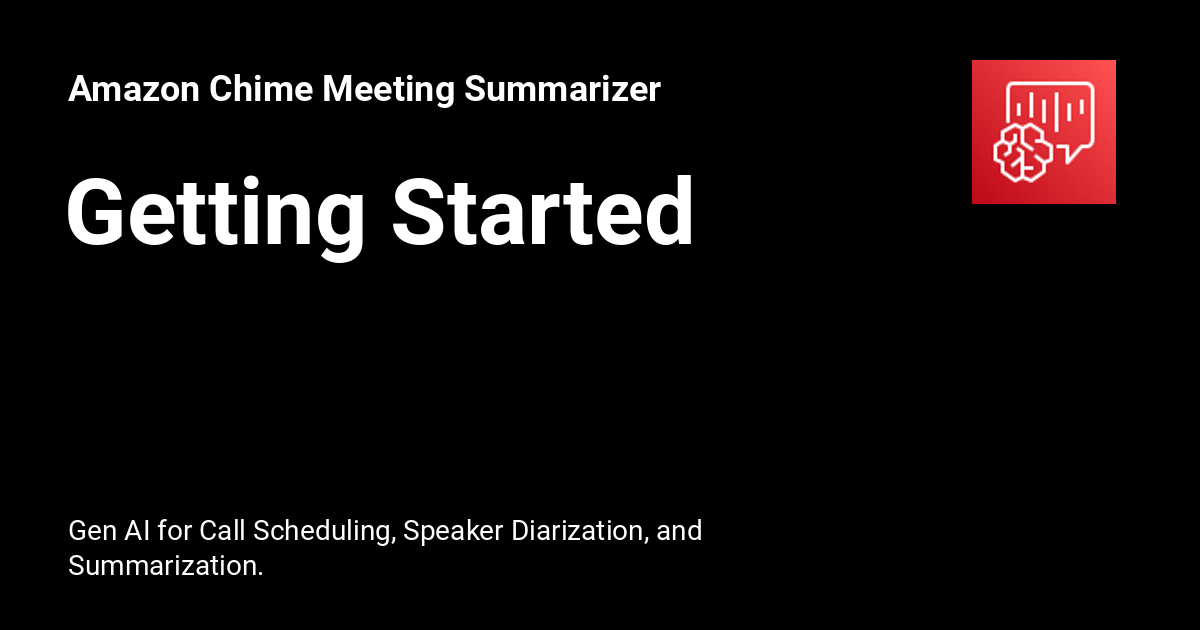 Amazon Chime Meeting Summarizer
Getting Started
Gen AI for Call Scheduling, Speaker Diarization, and
Summarization.